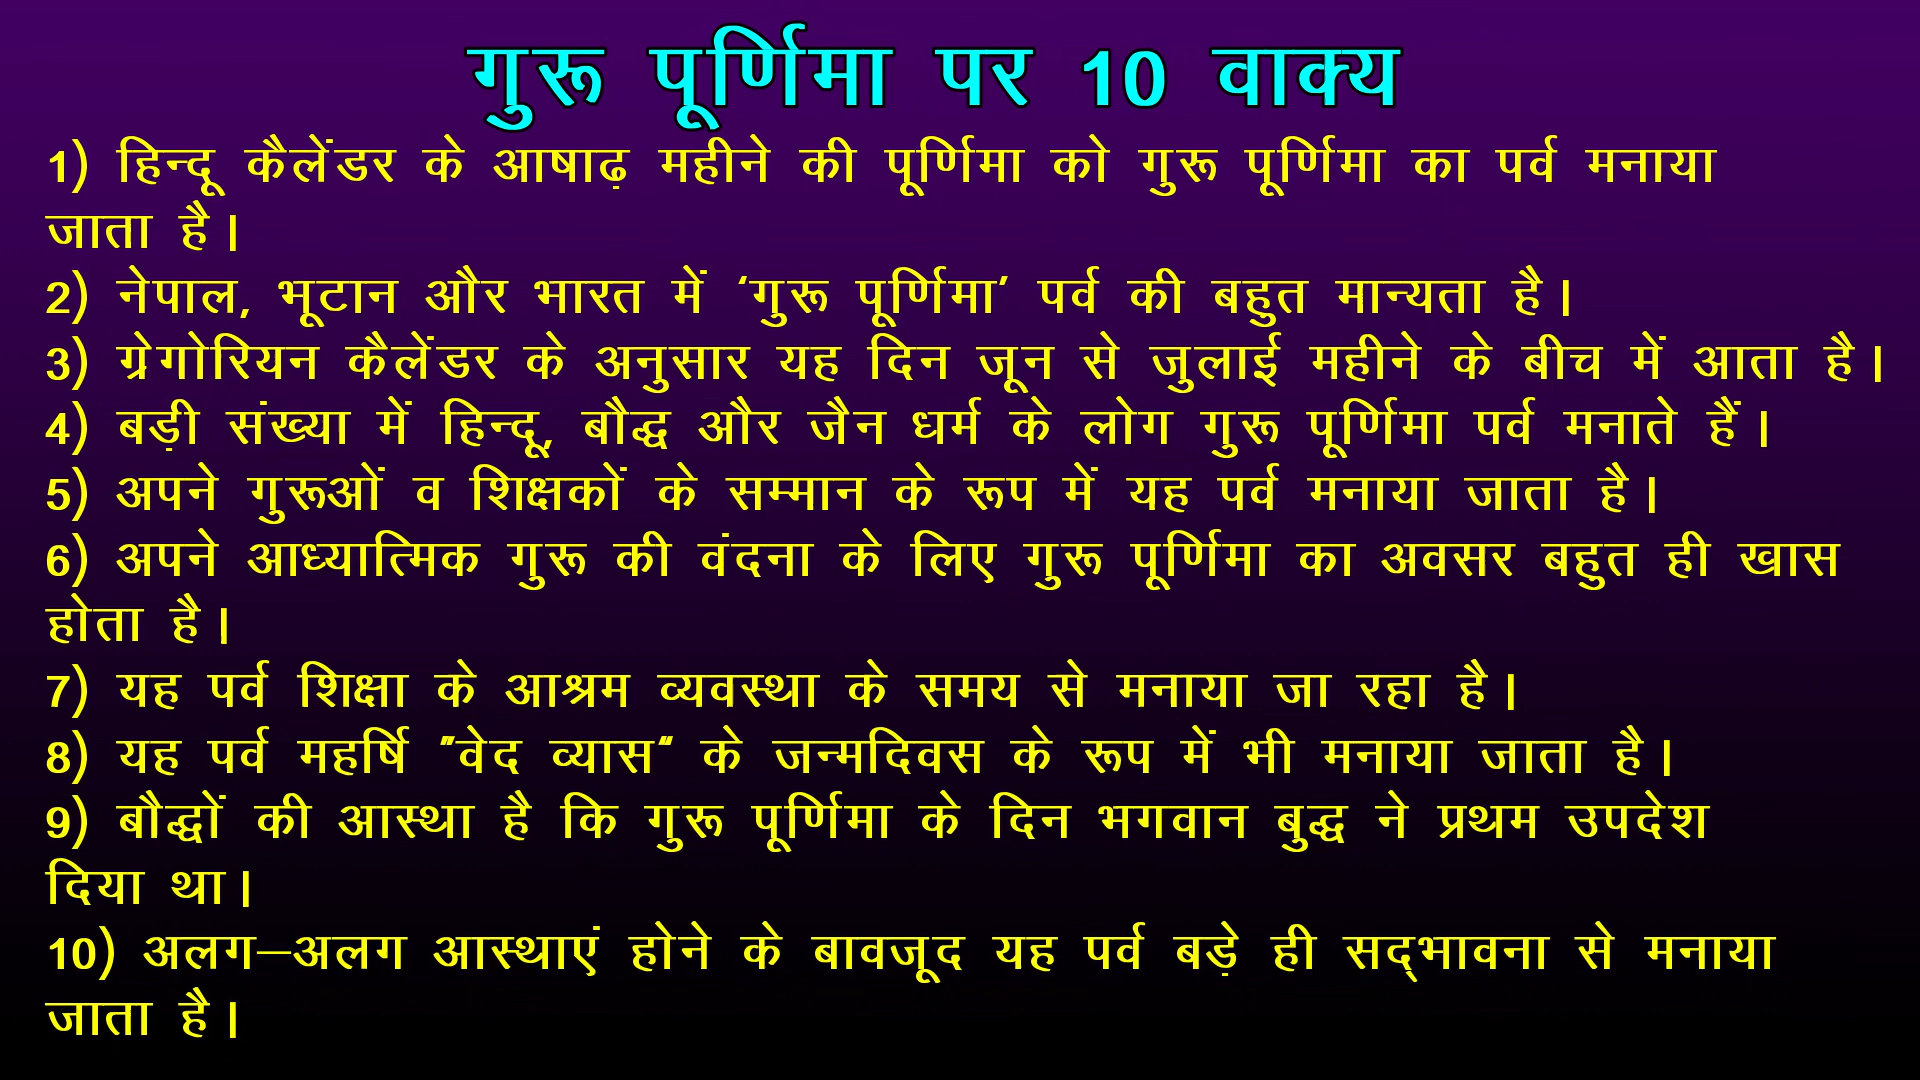 गुरू पूर्णिमा पर 10 वाक्य
1) हिन्दू कैलेंडर के आषाढ़ महीने की पूर्णिमा को गुरू पूर्णिमा का पर्व मनाया
जाता है।
2) नेपाल, भूटान और भारत में ‘गुरू पूर्णिमा’ पर्व की बहुत मान्यता है।
3) ग्रेगोरियन कैलेंडर के अनुसार यह दिन जून से जुलाई महीने के बीच में आता है।
4) बड़ी संख्या में हिन्दू, बौद्ध और जैन धर्म के लोग गुरू पूर्णिमा पर्व मनाते हैं।
5) अपने गुरूओं व शिक्षकों के सम्मान के रूप में यह पर्व मनाया जाता है।
6) अपने आध्यात्मिक गुरू की वंदना के लिए गुरू पूर्णिमा का अवसर बहुत ही खास
होता है।
7) यह पर्व शिक्षा के आश्रम व्यवस्था के समय से मनाया जा रहा है।
8) यह पर्व महर्षि ”वेद व्यास“ के जन्मदिवस के रूप में भी मनाया जाता है।
9) बौद्धों की आस्था है कि गुरू पूर्णिमा के दिन भगवान बुद्ध ने प्रथम उपदेश
दिया था।
10) अलग–अलग आस्थाएं होने के बावजूद यह पर्व बड़े ही सद्‌भावना से मनाया
जाता है।